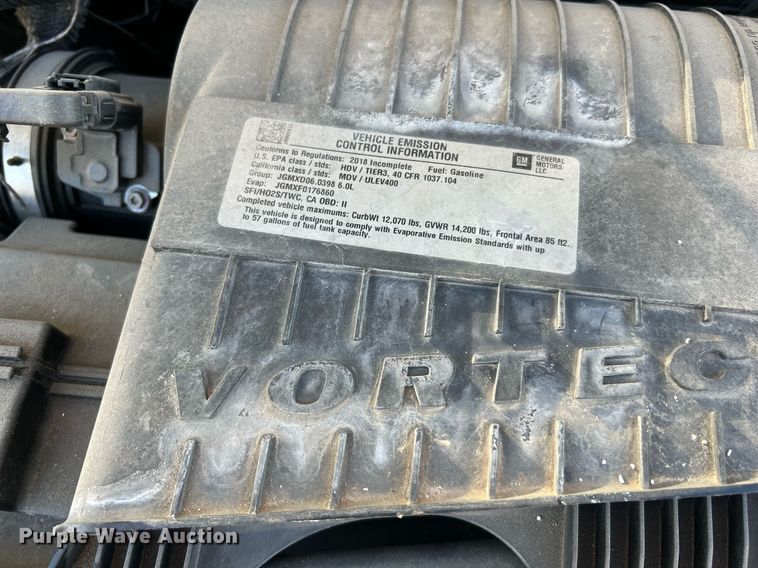 VEHICLE EMISSION
CONTROL INFORMATION
GM GENERAL
MOTORS
LLC
Conforms to Regulations: 2018 Incomplete Fuel: Gasoline
U.S. EPA class / stds: HDV / TIER3, 40 CFR 1037.104
California class / stds: MDV / ULEV400
Group: JGMXD06.0398 6.0L
Evap: JGMXF0176860
SFI/HO2S/TWC, CA OBD: II
Completed vehicle maximums: CurbWt 12,070 lbs, GVWR 14,200 lbs, Frontal Area 85 ft2.
This vehicle is designed to comply with Evaporative Emission Standards with up
to 57 gallons of fuel tank capacity.
VORTEC
Purple Wave Auction